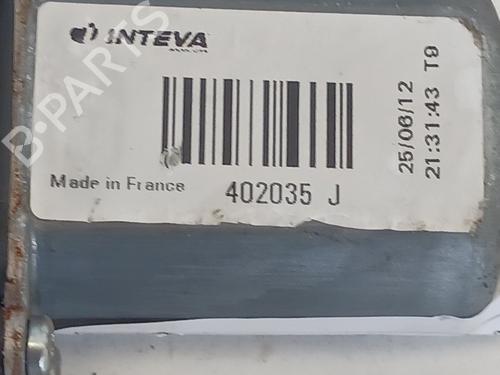 INTEVA
Made in France
402035 J
25/06/12
21:31:43 T9
B-PARTS